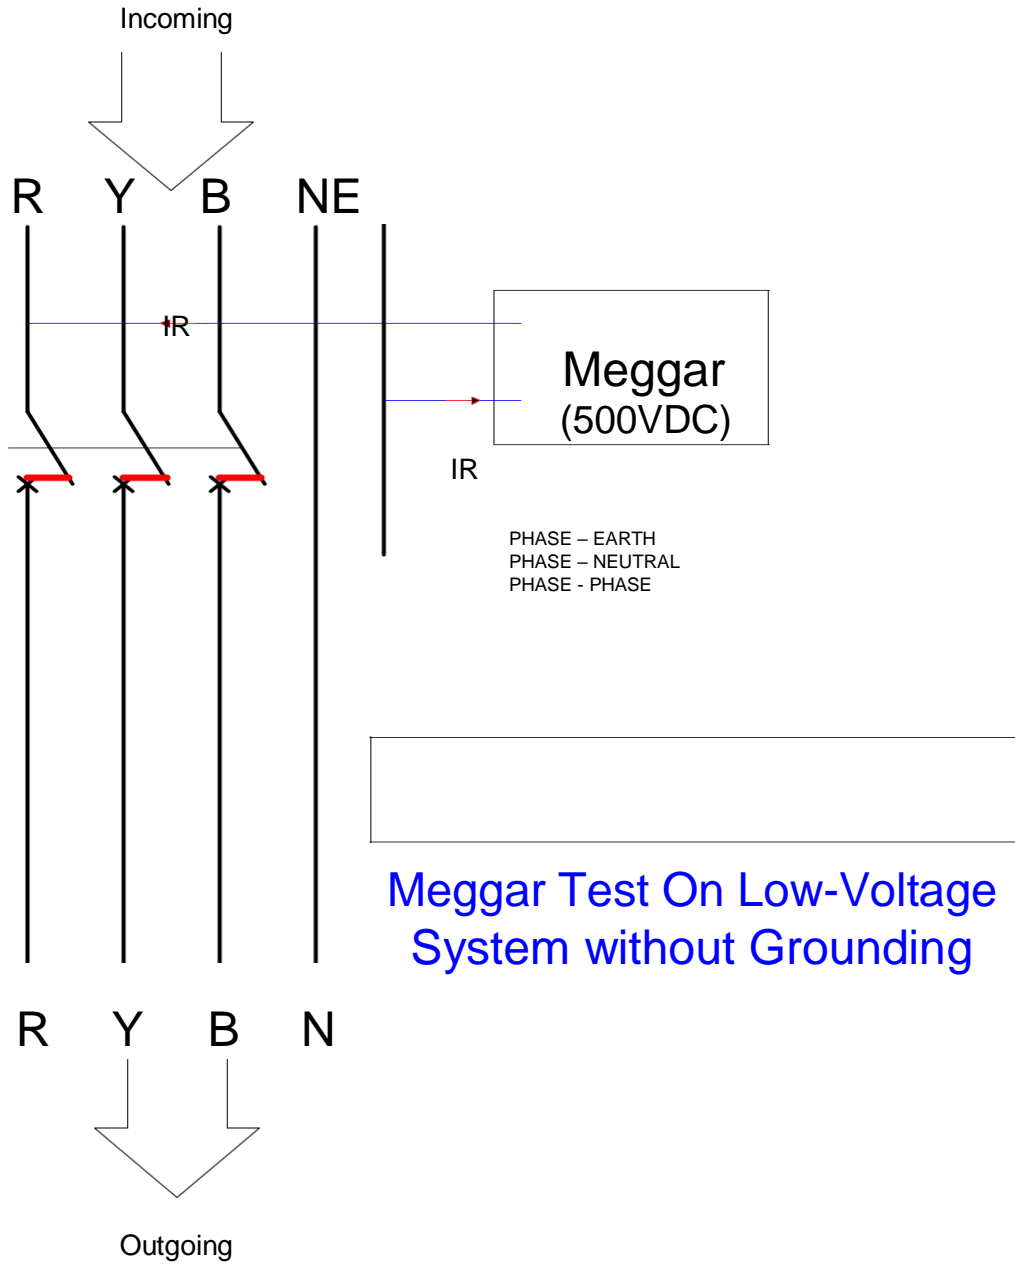 Incoming
R Y B NE
IR
Meggar
(500VDC)
IR
PHASE – EARTH
PHASE – NEUTRAL
PHASE - PHASE
Meggar Test On Low-Voltage
System without Grounding
R Y B N
Outgoing